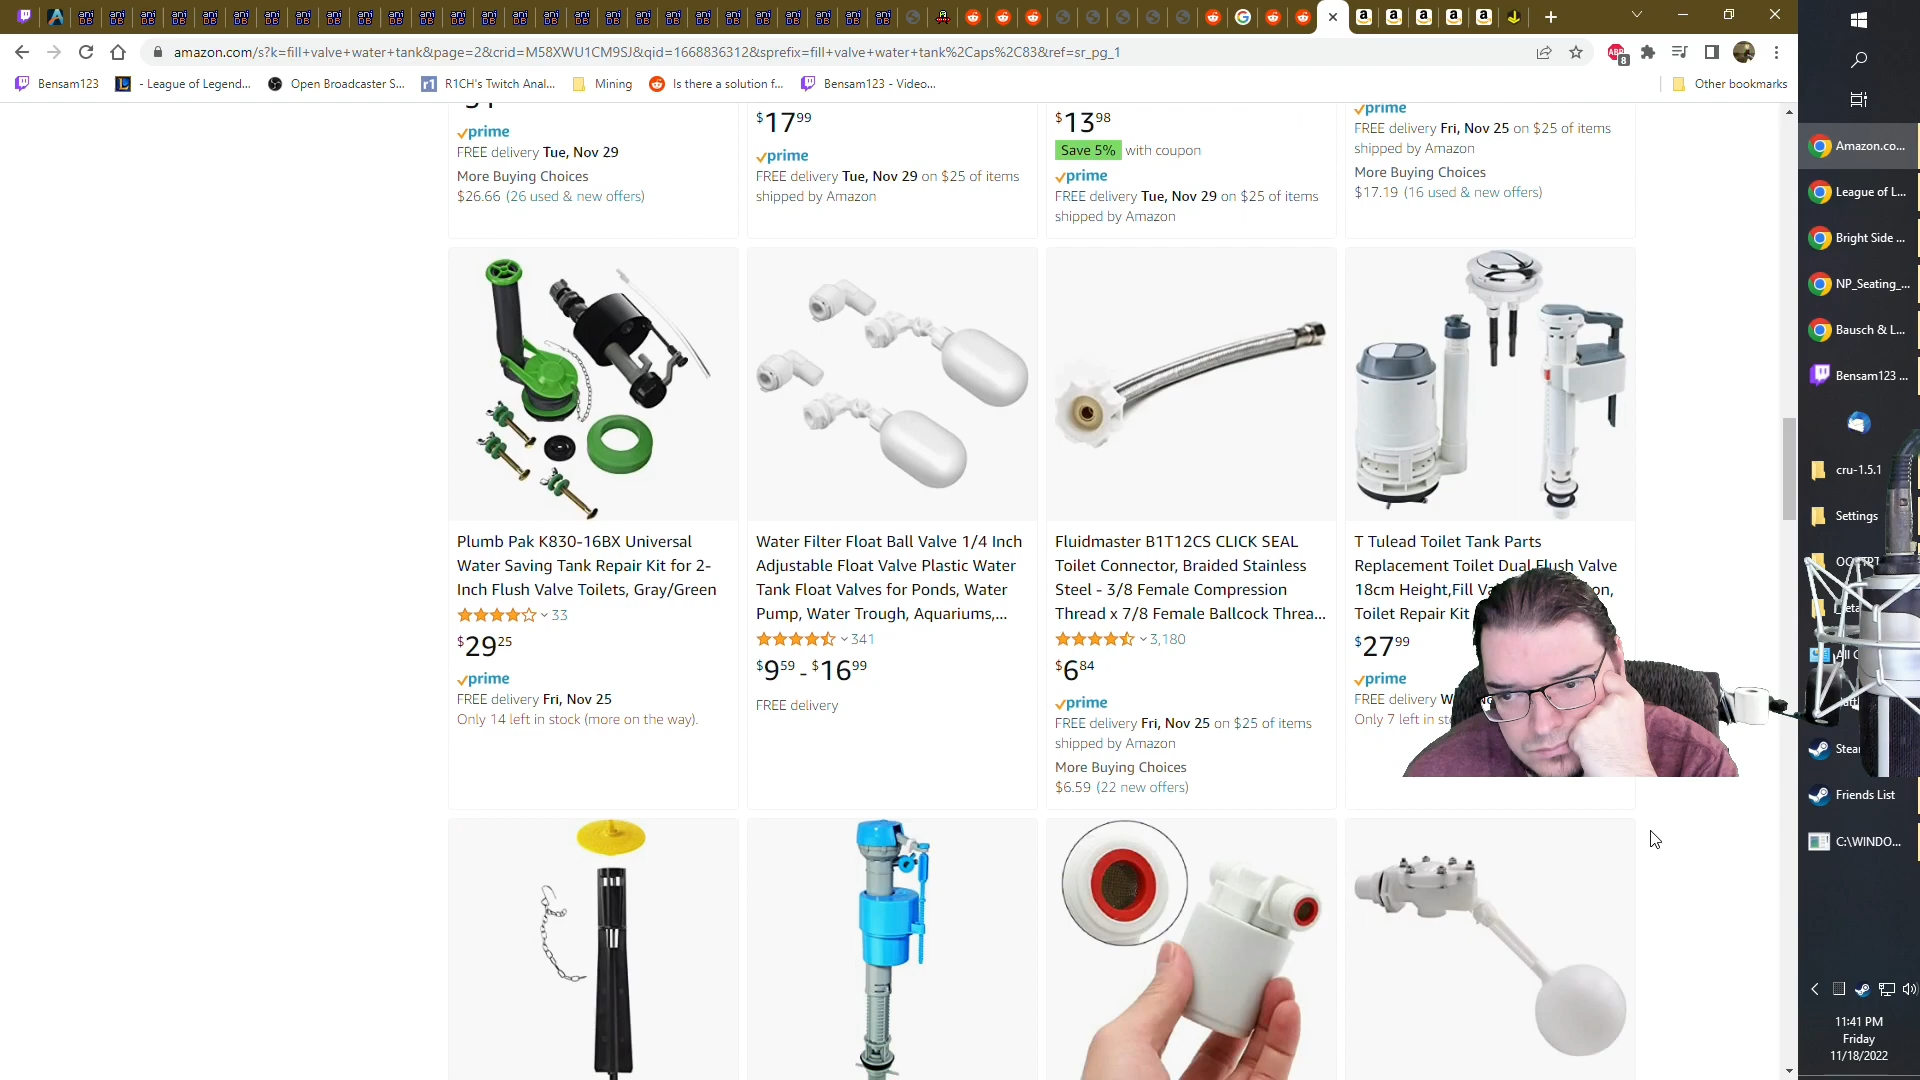 amazon.com/s?k=fill+valve+water+tank&page=2&crid=M58XWU1CM9SJ&qid=1668836312&sprefix=fill+valve+water+tank%2Caps%2C83&ref=sr_pg_1
Bensam123
- League of Legend...
Open Broadcaster S...
R1CH's Twitch Anal...
Mining
Is there a solution f...
Bensam123 - Video...
Other bookmarks
prime
FREE delivery Tue, Nov 29
More Buying Choices
$26.66 (26 used & new offers)
$17.99
prime
FREE delivery Tue, Nov 29 on $25 of items
shipped by Amazon
$13.98
Save 5% with coupon
prime
FREE delivery Tue, Nov 29 on $25 of items
shipped by Amazon
prime
FREE delivery Fri, Nov 25 on $25 of items
shipped by Amazon
More Buying Choices
$17.19 (16 used & new offers)
Plumb Pak K830-16BX Universal
Water Saving Tank Repair Kit for 2-
Inch Flush Valve Toilets, Gray/Green
33
$29.25
prime
FREE delivery Fri, Nov 25
Only 14 left in stock (more on the way).
Water Filter Float Ball Valve 1/4 Inch
Adjustable Float Valve Plastic Water
Tank Float Valves for Ponds, Water
Pump, Water Trough, Aquariums,...
341
$9.59 - $16.99
FREE delivery
Fluidmaster B1T12CS CLICK SEAL
Toilet Connector, Braided Stainless
Steel - 3/8 Female Compression
Thread x 7/8 Female Ballcock Threa...
3,180
$6.84
prime
FREE delivery Fri, Nov 25 on $25 of items
shipped by Amazon
More Buying Choices
$6.59 (22 new offers)
T Tulead Toilet Tank Parts
Replacement Toilet Dual Flush Valve
18cm Height,Fill
Toilet Repair Kit
$27.99
prime
FREE delivery
Only 7 left in
Amazon.co...
League of L...
Bright Side ...
NP_Seating_...
Bausch & L...
Bensam123 ...
cru-1.5.1
Settings
All
Friends List
C:\WINDO...
11:41 PM
Friday
11/18/2022